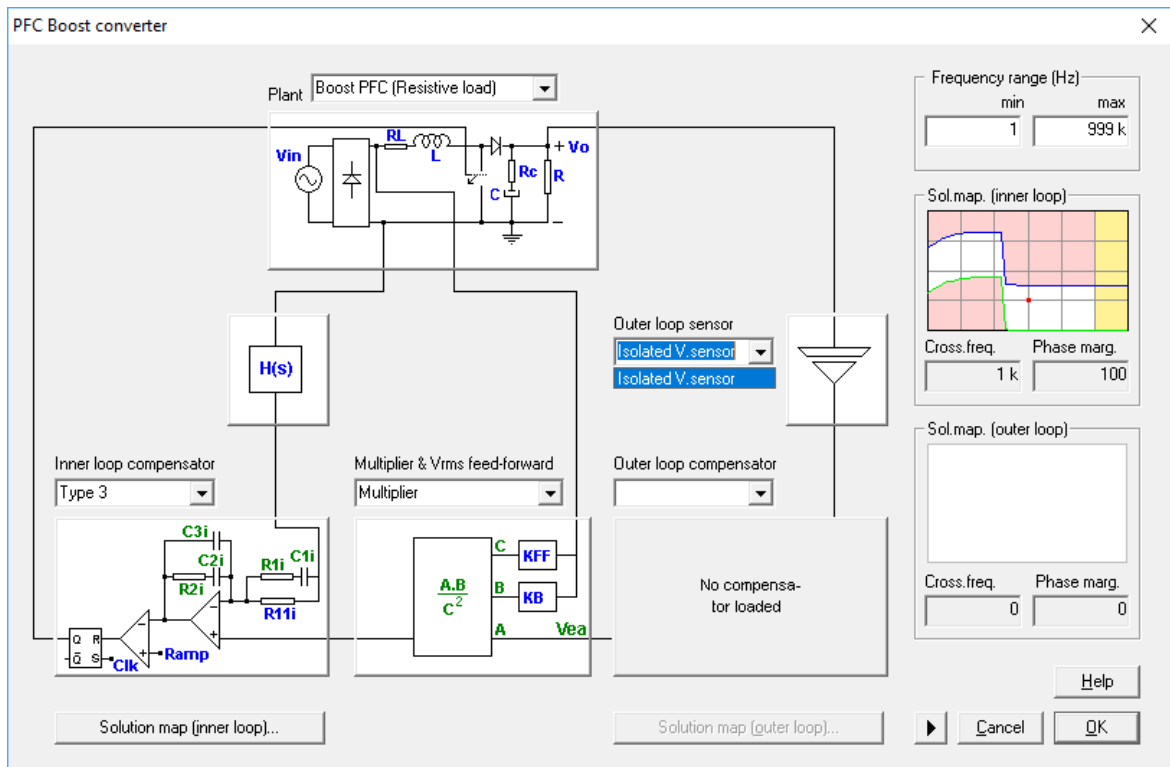 PFC Boost converter
Plant
Boost PFC (Resistive load)
Vin
RL
L
Rc
C
R
+ Vo
−
H(s)
Outer loop sensor
Isolated V.sensor
Isolated V.sensor
Inner loop compensator
Type 3
Multiplier & Vrms feed-forward
Multiplier
Outer loop compensator
C3i
C2i
R2i
R1i
C1i
R11i
−
+
−
+
Q R
Q̅ S
Clk
Ramp
A.B
C²
C
KFF
B
KB
A
Vea
No compensa-
tor loaded
Solution map (inner loop)...
Solution map (outer loop)...
Frequency range (Hz)
min max
1 999 k
Sol.map. (inner loop)
Cross.freq. Phase marg.
1 k 100
Sol.map. (outer loop)
Cross.freq. Phase marg.
0 0
Help
Cancel
OK